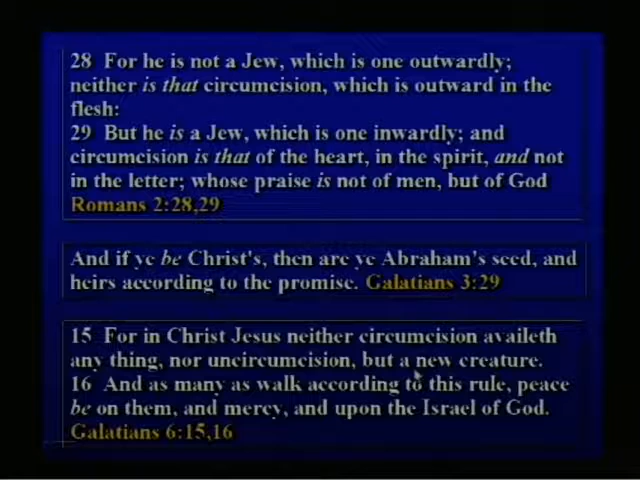 28 For he is not a Jew, which is one outwardly;
neither is that circumcision, which is outward in the
flesh:
29 But he is a Jew, which is one inwardly; and
circumcision is that of the heart, in the spirit, and not
in the letter; whose praise is not of men, but of God
Romans 2:28,29
And if ye be Christ's, then are ye Abraham's seed, and
heirs according to the promise. Galatians 3:29
15 For in Christ Jesus neither circumcision availeth
any thing, nor uncircumcision, but a new creature.
16 And as many as walk according to this rule, peace
be on them, and mercy, and upon the Israel of God.
Galatians 6:15,16